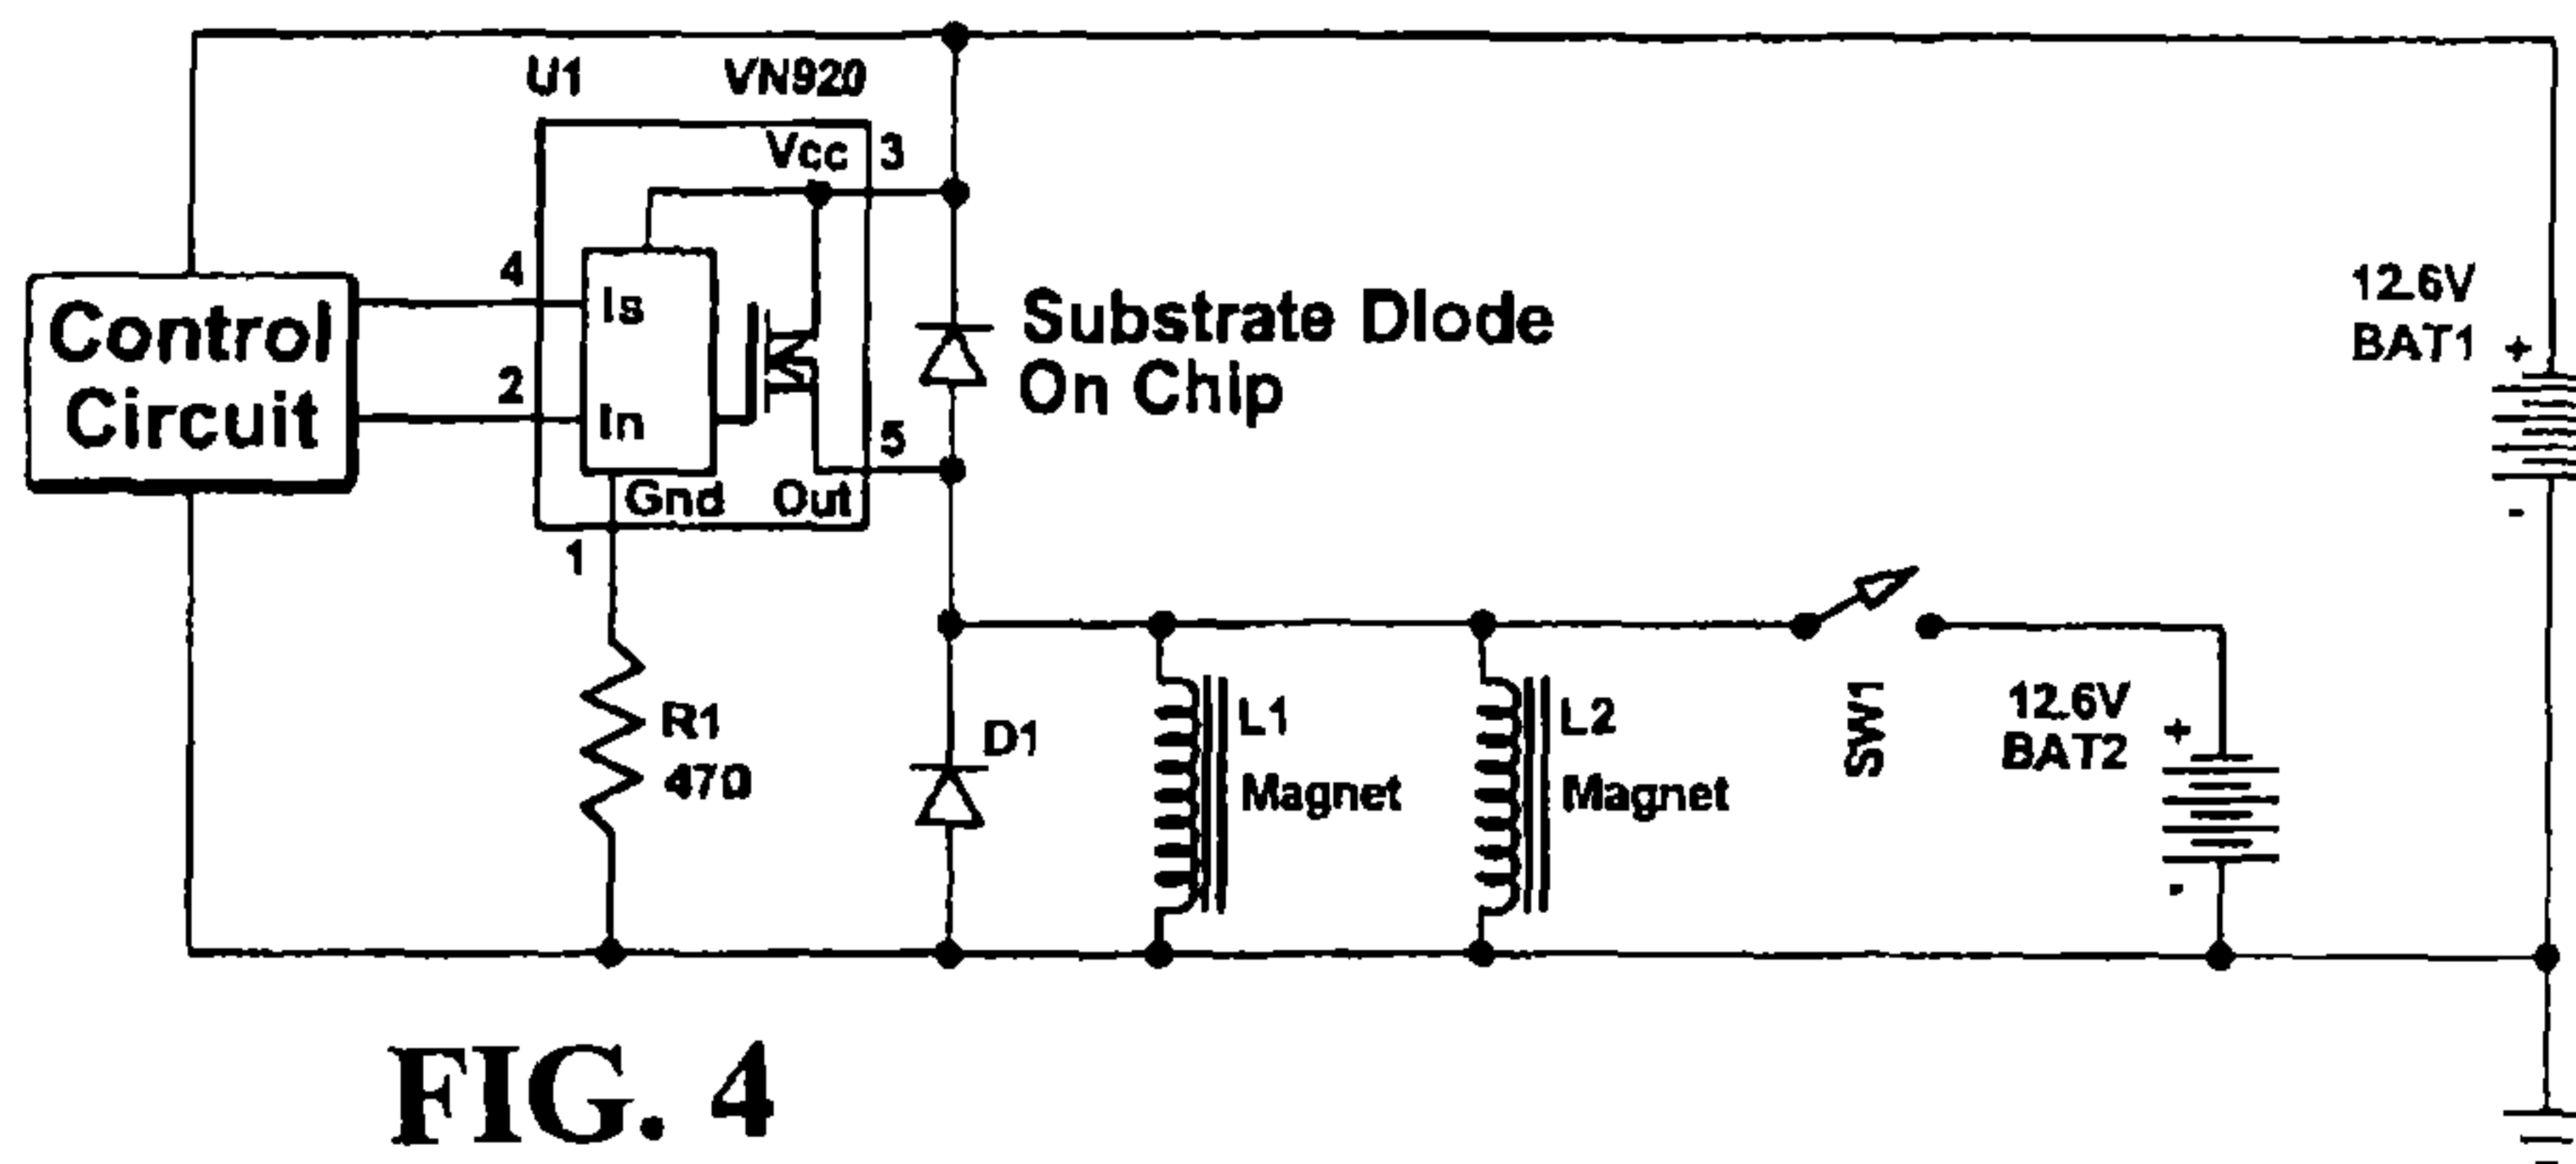 U1 VN920
Vcc 3
4
Is
2
In
5
Gnd Out
1
Control
Circuit
Substrate DIode
On Chip
12.6V
BAT1 +
-
R1
470
D1
L1
Magnet
L2
Magnet
SW1
12.6V
BAT2 +
-
FIG. 4